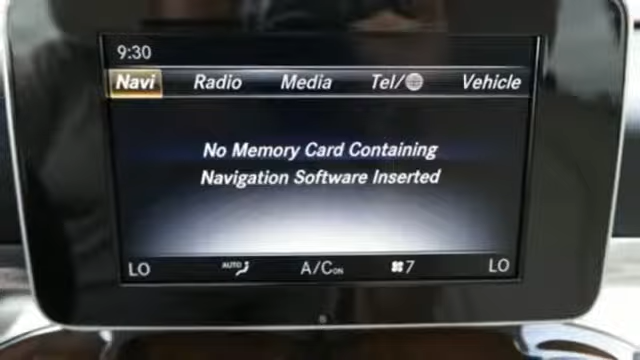 9:30
Navi Radio Media Tel/ Vehicle
No Memory Card Containing
Navigation Software Inserted
LO AUTO A/C ON 7 LO